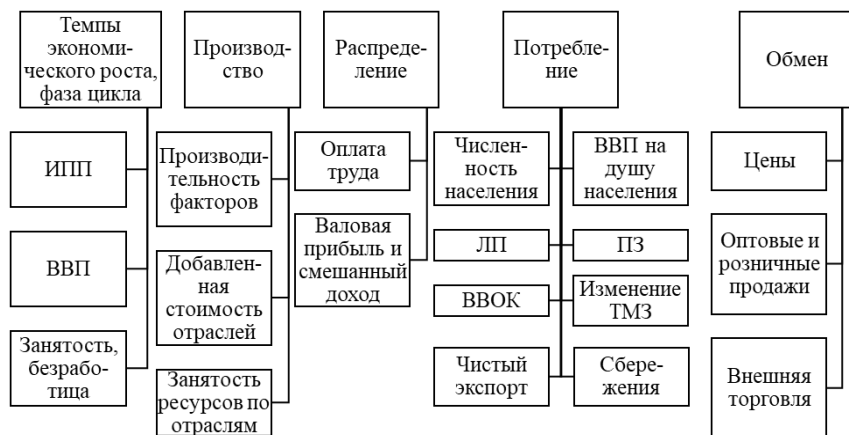 Темпы
экономи-
ческого роста,
фаза цикла
ИПП
ВВП
Занятость,
безрабо-
тица
Производ-
ство
Производи-
тельность
факторов
Добавлен-
ная
стоимость
отраслей
Занятость
ресурсов по
отраслям
Распреде-
ление
Оплата
труда
Валовая
прибыль и
смешанный
доход
Потребле-
ние
Числен-
ность
населения
ВВП на
душу
населения
ЛП
ПЗ
ВВОК
Изменение
ТМЗ
Чистый
экспорт
Сбере-
жения
Обмен
Цены
Оптовые и
розничные
продажи
Внешняя
торговля